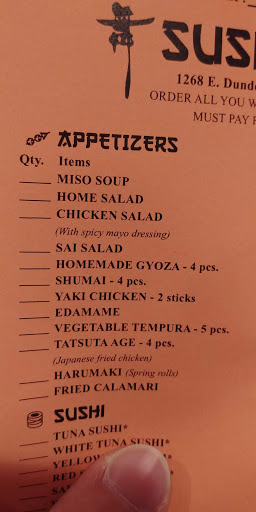 SUSH
1268 E. Dunde
ORDER ALL YOU W
MUST PAY F
APPETIZERS
Qty. Items
MISO SOUP
HOME SALAD
CHICKEN SALAD
(With spicy mayo dressing)
SAI SALAD
HOMEMADE GYOZA - 4 pcs.
SHUMAI - 4 pcs.
YAKI CHICKEN - 2 sticks
EDAMAME
VEGETABLE TEMPURA - 5 pcs.
TATSUTA AGE - 4 pcs.
(Japanese fried chicken)
HARUMAKI (Spring rolls)
FRIED CALAMARI
SUSHI
TUNA SUSHI*
WHITE TUNA SUSHI*
YELLOW
RED